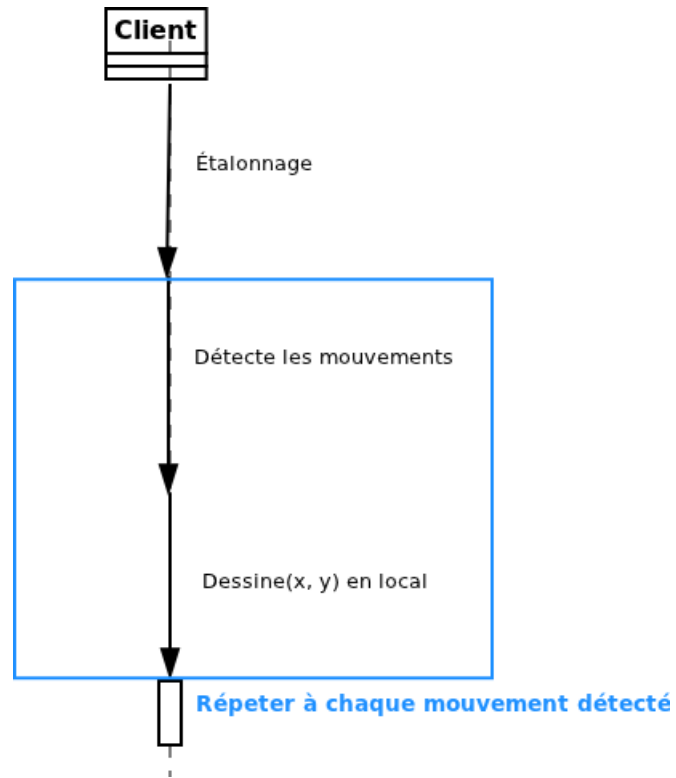 Client
Étalonnage
Détecte les mouvements
Dessine(x, y) en local
Répeter à chaque mouvement détecté